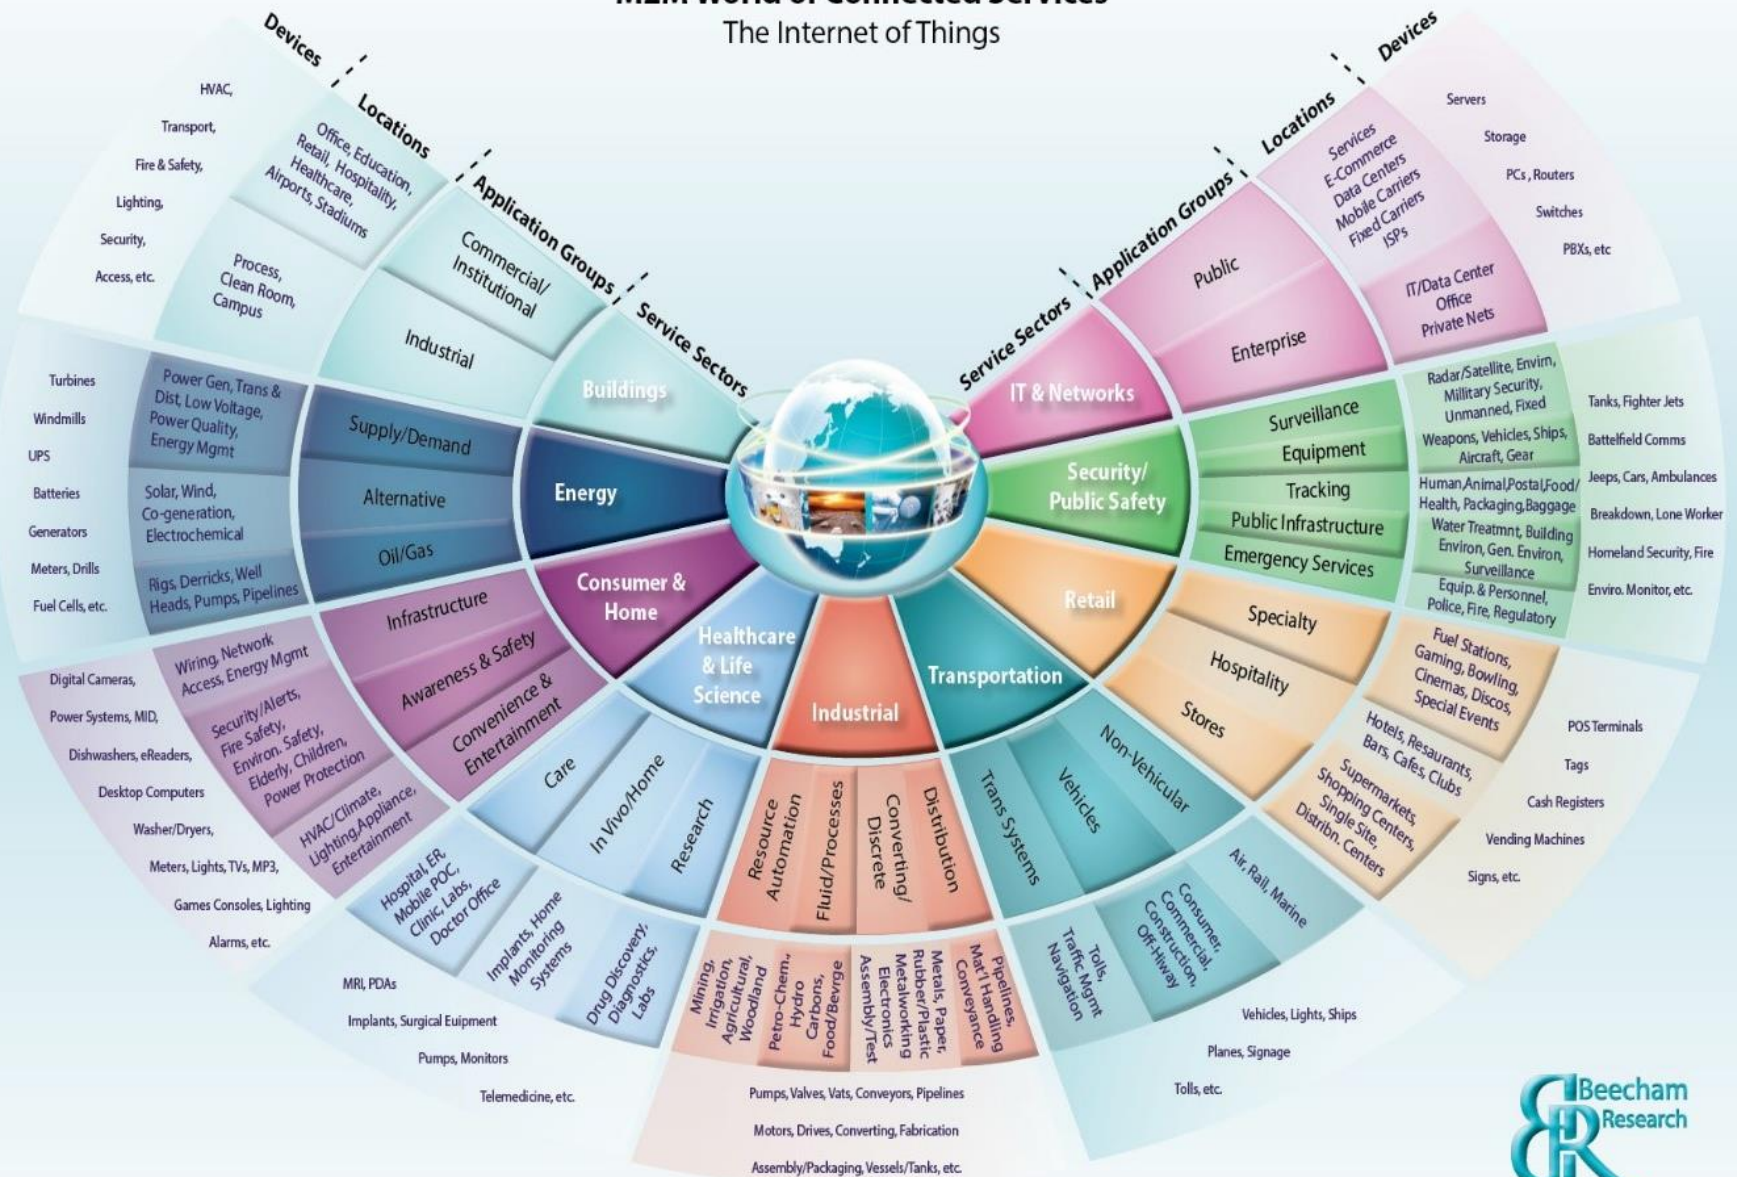 M2M World of Connected Services
The Internet of Things
Devices
Locations
Application Groups
Service Sectors
Service Sectors
Application Groups
Locations
Devices
Buildings
Commercial/
Institutional
Industrial
Office, Education,
Retail, Hospitality,
Healthcare,
Airports, Stadiums
Process,
Clean Room,
Campus
HVAC,
Transport,
Fire & Safety,
Lighting,
Security,
Access, etc.
Energy
Supply/Demand
Alternative
Oil/Gas
Power Gen, Trans &
Dist, Low Voltage,
Power Quality,
Energy Mgmt
Solar, Wind,
Co-generation,
Electrochemical
Rigs, Derricks, Well
Heads, Pumps, Pipelines
Turbines
Windmills
UPS
Batteries
Generators
Meters, Drills
Fuel Cells, etc.
Consumer &
Home
Infrastructure
Awareness & Safety
Convenience &
Entertainment
Wiring, Network
Access, Energy Mgmt
Security/Alerts,
Fire Safety,
Environ. Safety,
Elderly, Children,
Power Protection
HVAC/Climate,
Lighting,Appliance,
Entertainment
Digital Cameras,
Power Systems, MID,
Dishwashers, eReaders,
Desktop Computers
Washer/Dryers,
Meters, Lights, TVs, MP3,
Games Consoles, Lighting
Alarms, etc.
Healthcare
& Life
Science
Care
In Vivo/Home
Research
Hospital, ER,
Mobile POC,
Clinic, Labs,
Doctor Office
Implants, Home
Monitoring
Systems
Drug Discovery,
Diagnostics,
Labs
MRI, PDAs
Implants, Surgical Euipment
Pumps, Monitors
Telemedicine, etc.
Industrial
Resource
Automation
Fluid/Processes
Converting/
Discrete
Distribution
Mining,
Irrigation,
Agricultural,
Woodland
Petro-Chem.,
Hydro
Carbons,
Food/Bevrge
Metals, Paper,
Rubber/Plastic
Metalworking
Electronics
Assembly/Test
Pipelines,
Mat'l Handling
Conveyance
Pumps, Valves, Vats, Conveyors, Pipelines
Motors, Drives, Converting, Fabrication
Assembly/Packaging, Vessels/Tanks, etc.
Transportation
Trans Systems
Vehicles
Non-Vehicular
Tolls,
Traffic Mgmt
Navigation
Consumer,
Commercial,
Construction,
Off-Hiway
Air, Rail, Marine
Vehicles, Lights, Ships
Planes, Signage
Tolls, etc.
Retail
Specialty
Hospitality
Stores
Fuel Stations,
Gaming, Bowling,
Cinemas, Discos,
Special Events
Hotels, Resaurants,
Bars, Cafes, Clubs
Supermarkets,
Shopping Centers,
Single Site,
Distribn. Centers
POS Terminals
Tags
Cash Registers
Vending Machines
Signs, etc.
Security/
Public Safety
Surveillance
Equipment
Tracking
Public Infrastructure
Emergency Services
Radar/Satellite, Envirn,
Millitary Security,
Unmanned, Fixed
Weapons, Vehicles, Ships,
Aircraft, Gear
Human,Animal,Postal,Food/
Health, Packaging,Baggage
Water Treatmnt, Building
Environ, Gen. Environ,
Surveillance
Equip. & Personnel,
Police, Fire, Regulatory
Tanks, Fighter Jets
Battelfield Comms
Jeeps, Cars, Ambulances
Breakdown, Lone Worker
Homeland Security, Fire
Enviro. Monitor, etc.
IT & Networks
Public
Enterprise
Services
E-Commerce
Data Centers
Mobile Carriers
Fixed Carriers
ISPs
IT/Data Center
Office
Private Nets
Servers
Storage
PCs, Routers
Switches
PBXs, etc
Beecham
Research